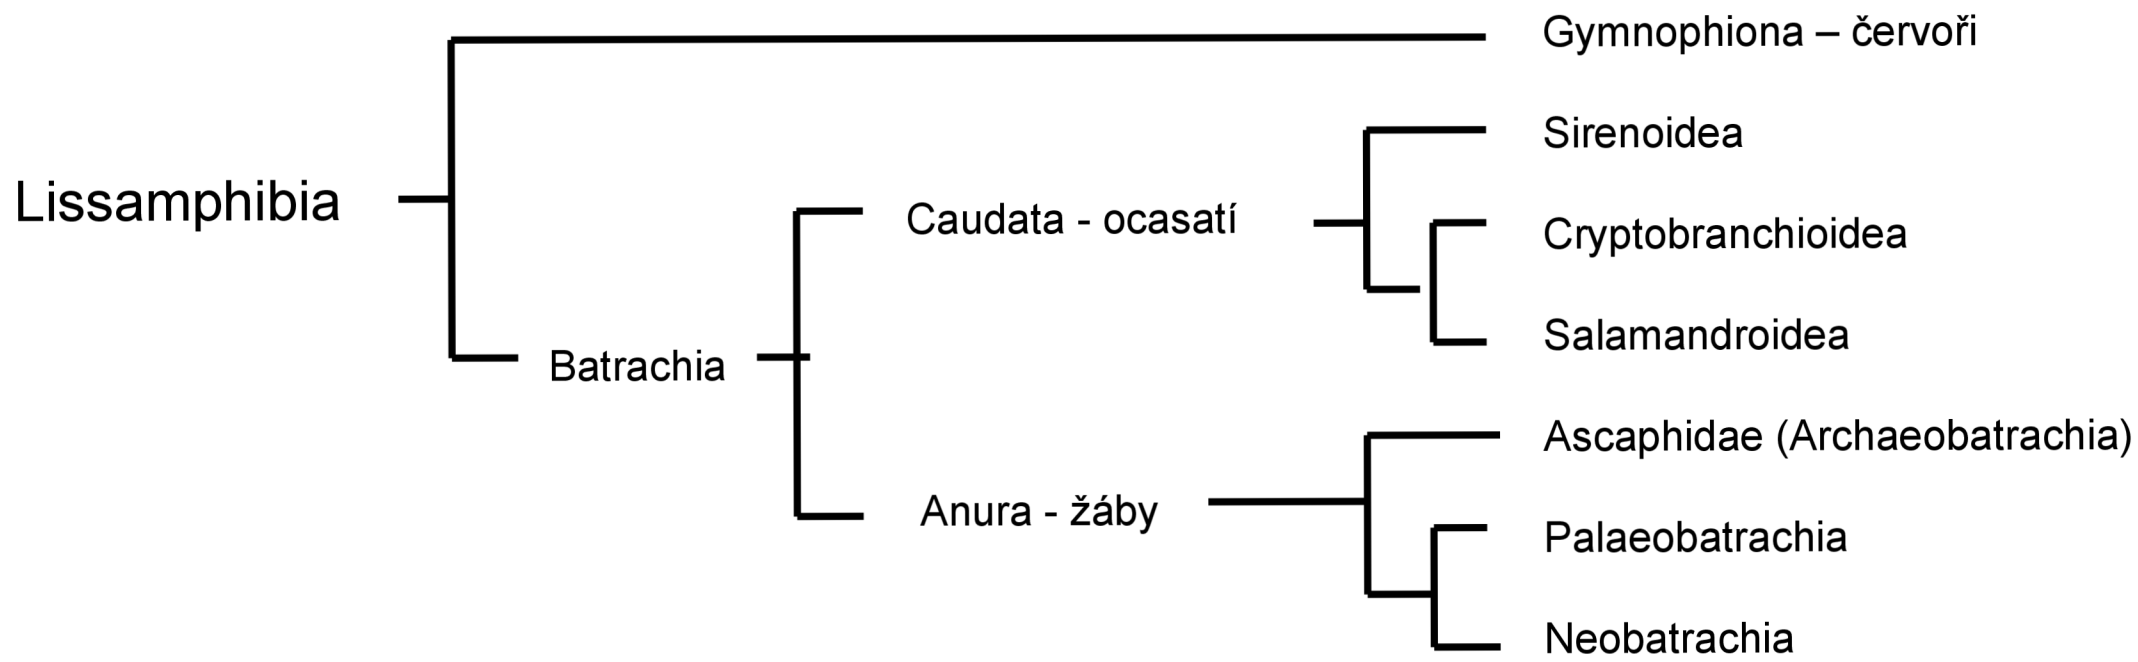 Gymnophiona – červoři
Sirenoidea
Lissamphibia
Caudata - ocasatí
Cryptobranchioidea
Salamandroidea
Batrachia
Ascaphidae (Archaeobatrachia)
Anura - žáby
Palaeobatrachia
Neobatrachia